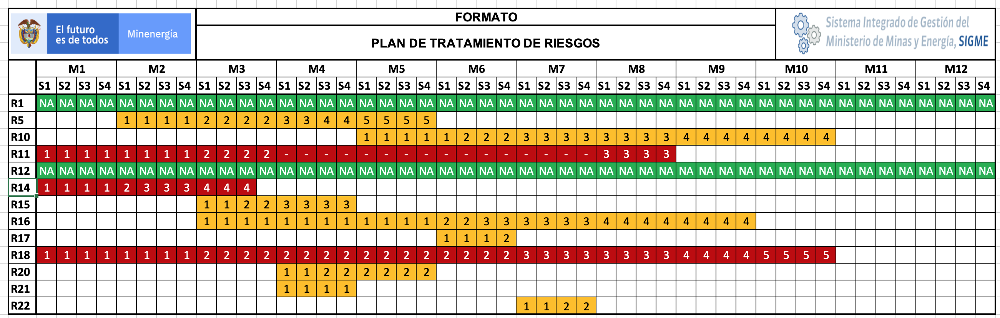 El futuro
es de todos
Minenergía
FORMATO
PLAN DE TRATAMIENTO DE RIESGOS
Sistema Integrado de Gestión del
Ministerio de Minas y Energía, SIGME
M1 M2 M3 M4 M5 M6 M7 M8 M9 M10 M11 M12
S1 S2 S3 S4 S1 S2 S3 S4 S1 S2 S3 S4 S1 S2 S3 S4 S1 S2 S3 S4 S1 S2 S3 S4 S1 S2 S3 S4 S1 S2 S3 S4 S1 S2 S3 S4 S1 S2 S3 S4 S1 S2 S3 S4 S1 S2 S3 S4
R1 NA NA NA NA NA NA NA NA NA NA NA NA NA NA NA NA NA NA NA NA NA NA NA NA NA NA NA NA NA NA NA NA NA NA NA NA NA NA NA NA NA NA NA NA NA NA NA NA
R5 1 1 1 1 2 2 2 2 3 3 4 4 5 5 5 5
R10 1 1 1 1 1 2 2 2 3 3 3 3 3 3 3 3 4 4 4 4 4 4 4 4
R11 1 1 1 1 1 1 1 1 2 2 2 2 - - - - - - - - - - - - - - - - 3 3 3 3
R12 NA NA NA NA NA NA NA NA NA NA NA NA NA NA NA NA NA NA NA NA NA NA NA NA NA NA NA NA NA NA NA NA NA NA NA NA NA NA NA NA NA NA NA NA NA NA NA NA
R14 1 1 1 1 2 3 3 3 4 4 4
R15 1 1 2 2 3 3 3 3
R16 1 1 1 1 1 1 1 1 1 1 1 1 2 2 3 3 3 3 3 3 4 4 4 4 4 4 4 4
R17 1 1 1 2
R18 1 1 1 1 1 1 1 1 2 2 2 2 2 2 2 2 2 2 2 2 2 2 2 2 3 3 3 3 3 3 3 3 4 4 4 4 5 5 5 5
R20 1 1 2 2 2 2 2 2
R21 1 1 1 1
R22 1 1 2 2